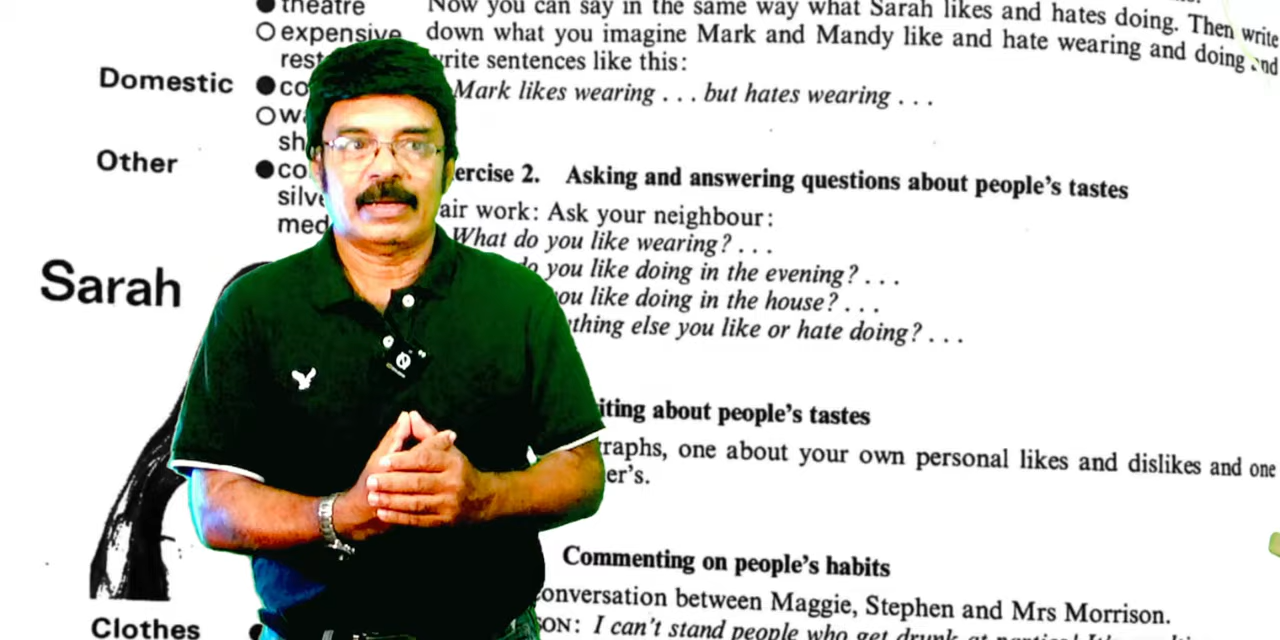 theatre
expensive
Domestic
Other
Sarah
Clothes
Now you can say in the same way what Sarah likes and hates doing. Then write
down what you imagine Mark and Mandy like and hate wearing and doing and
write sentences like this:
Mark likes wearing . . . but hates wearing . . .
ercise 2. Asking and answering questions about people's tastes
air work: Ask your neighbour:
What do you like wearing? . . .
do you like doing in the evening? . . .
ou like doing in the house? . . .
thing else you like or hate doing? . . .
iting about people's tastes
raphs, one about your own personal likes and dislikes and one
er's.
Commenting on people's habits
onversation between Maggie, Stephen and Mrs Morrison.
SON: I can't stand people who get drunk at parties!